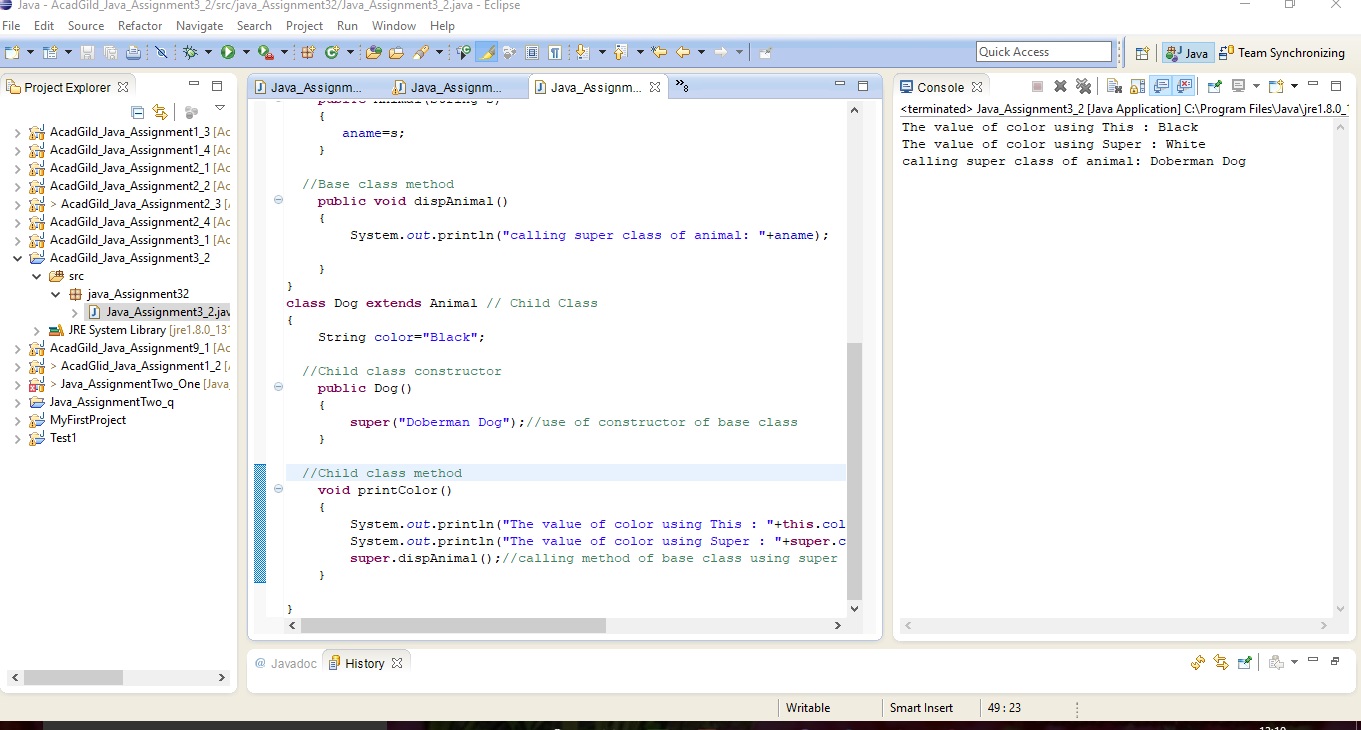 Java - AcadGild_Java_Assignment3_2/src/java_Assignment32/Java_Assignment3_2.java - Eclipse
File Edit Source Refactor Navigate Search Project Run Window Help
Quick Access
Java
Team Synchronizing
Project Explorer
AcadGild_Java_Assignment1_3 [Ac
AcadGild_Java_Assignment1_4 [Ac
AcadGild_Java_Assignment2_1 [Ac
AcadGild_Java_Assignment2_2 [Ac
> AcadGild_Java_Assignment2_3 [
AcadGild_Java_Assignment2_4 [Ac
AcadGild_Java_Assignment3_1 [Ac
AcadGild_Java_Assignment3_2
src
java_Assignment32
Java_Assignment3_2.jav
JRE System Library [jre1.8.0_131
AcadGild_Java_Assignment9_1 [Ac
> AcadGlid_Java_Assignment1_2 [
> Java_AssignmentTwo_One [Java_
Java_AssignmentTwo_q
MyFirstProject
Test1
Java_Assignm...
Java_Assignm...
Java_Assignm...
»8
public Animal(String s)
{
aname=s;
}
//Base class method
public void dispAnimal()
{
System.out.println("calling super class of animal: "+aname);
}
}
class Dog extends Animal // Child Class
{
String color="Black";
//Child class constructor
public Dog()
{
super("Doberman Dog");//use of constructor of base class
}
//Child class method
void printColor()
{
System.out.println("The value of color using This : "+this.col
System.out.println("The value of color using Super : "+super.c
super.dispAnimal();//calling method of base class using super
}
}
Console
<terminated> Java_Assignment3_2 [Java Application] C:\Program Files\Java\jre1.8.0_1
The value of color using This : Black
The value of color using Super : White
calling super class of animal: Doberman Dog
@ Javadoc
History
Writable
Smart Insert
49 : 23